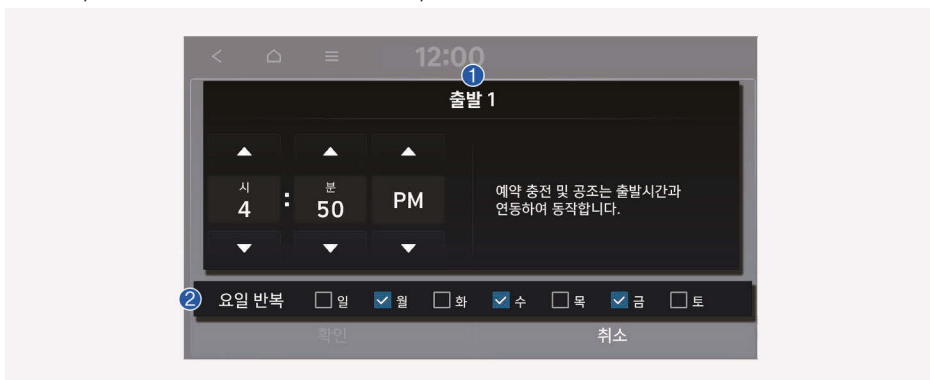 12:00
1
출발 1
시 분
4 : 50 PM
예약 충전 및 공조는 출발시간과
연동하여 동작합니다.
2 요일 반복 일 월 화 수 목 금 토
확인 취소